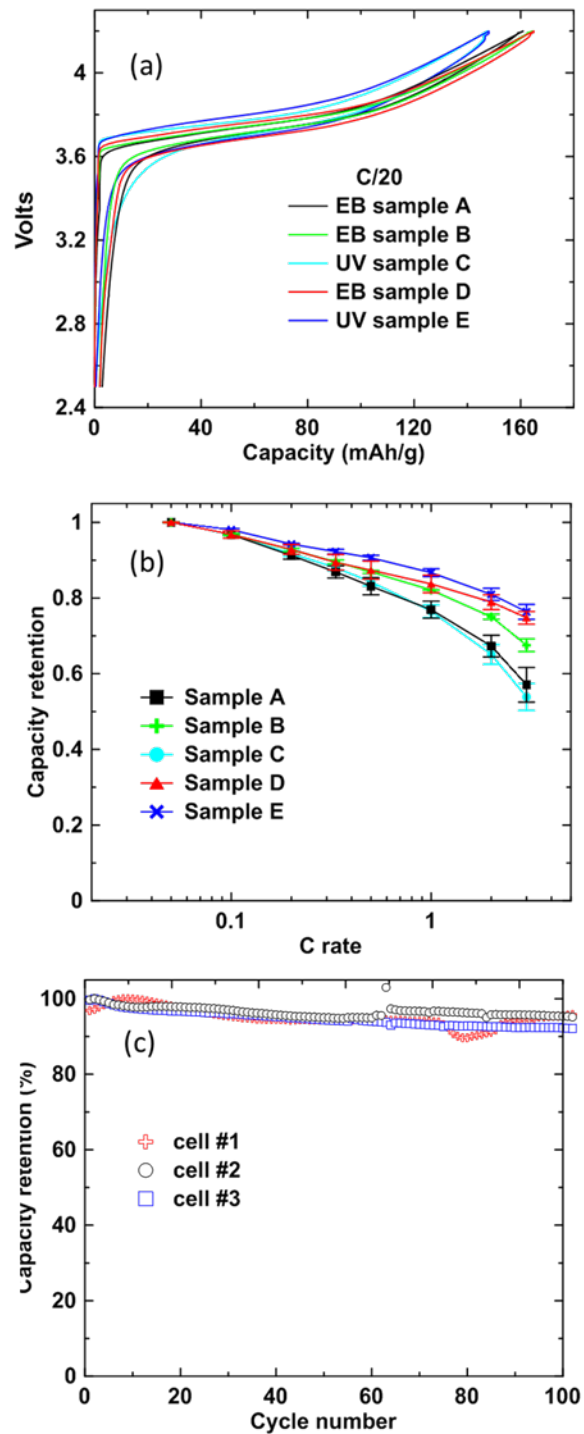 (a)
4
3.6
3.2
2.8
2.4
Volts
C/20
EB sample A
EB sample B
UV sample C
EB sample D
UV sample E
0 40 80 120 160
Capacity (mAh/g)
(b)
1
0.8
0.6
0.4
0.2
0
Capacity retention
Sample A
Sample B
Sample C
Sample D
Sample E
0.1 1
C rate
(c)
100
80
60
40
20
0
Capacity retention (%)
cell #1
cell #2
cell #3
0 20 40 60 80 100
Cycle number